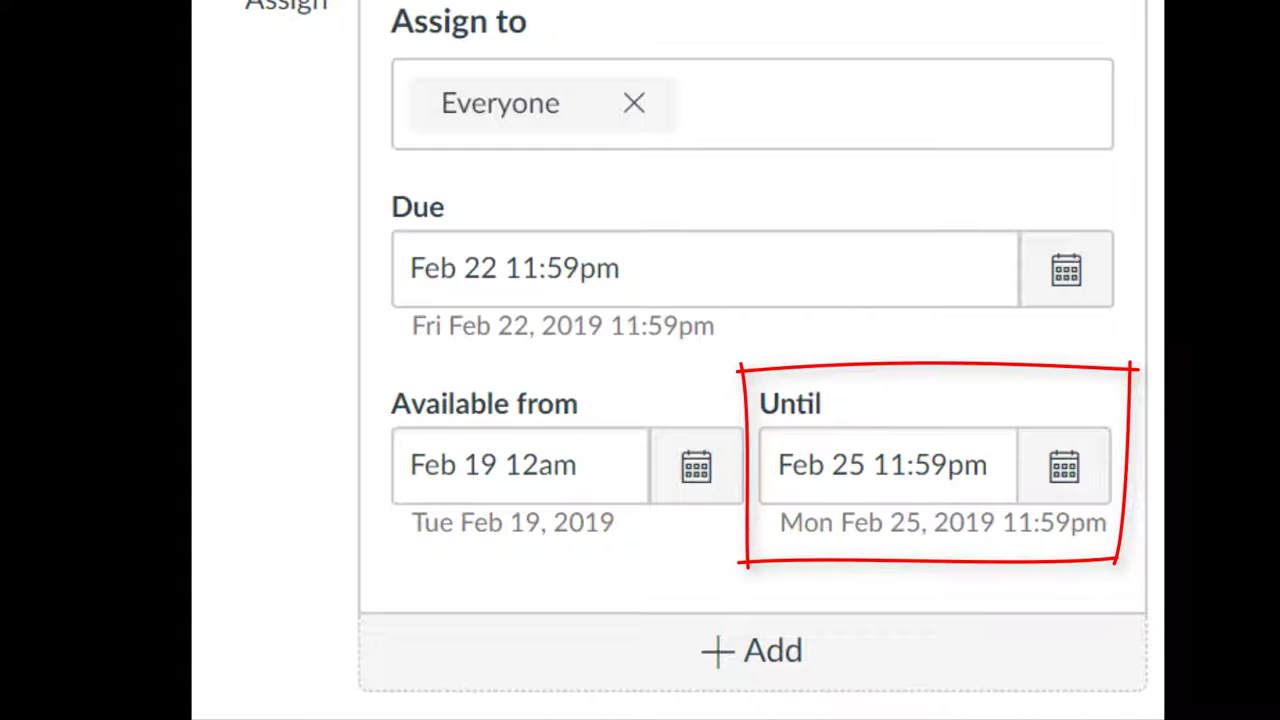 Assign
Assign to
Everyone
Due
Feb 22 11:59pm
Fri Feb 22, 2019 11:59pm
Available from
Until
Feb 19 12am
Feb 25 11:59pm
Tue Feb 19, 2019
Mon Feb 25, 2019 11:59pm
+ Add